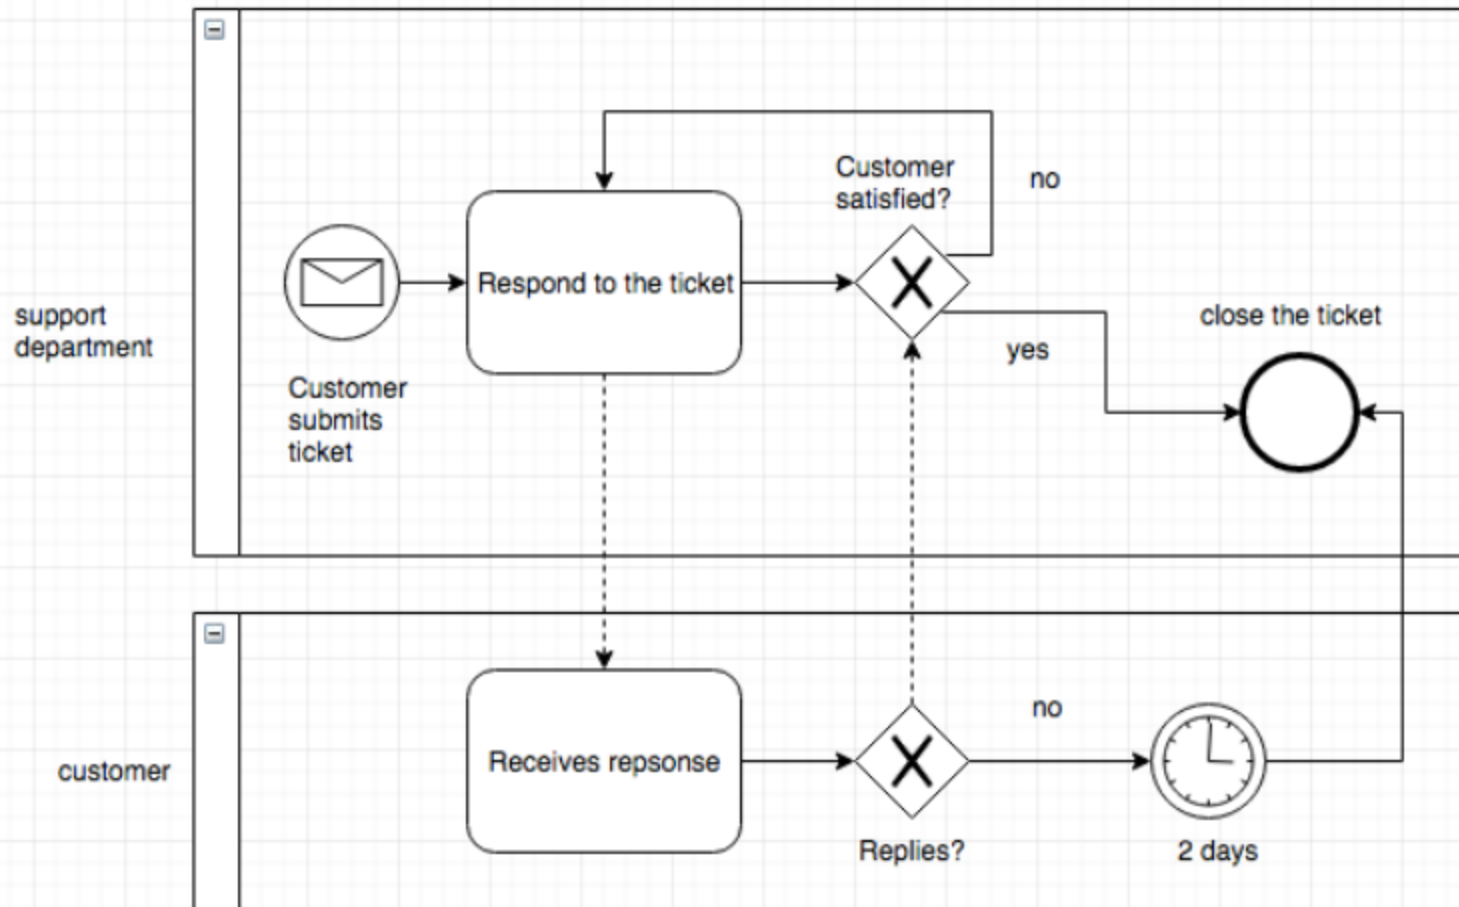 Customer
satisfied?
no
Respond to the ticket
support
department
close the ticket
yes
Customer
submits
ticket
no
Receives repsonse
customer
Replies?
2 days